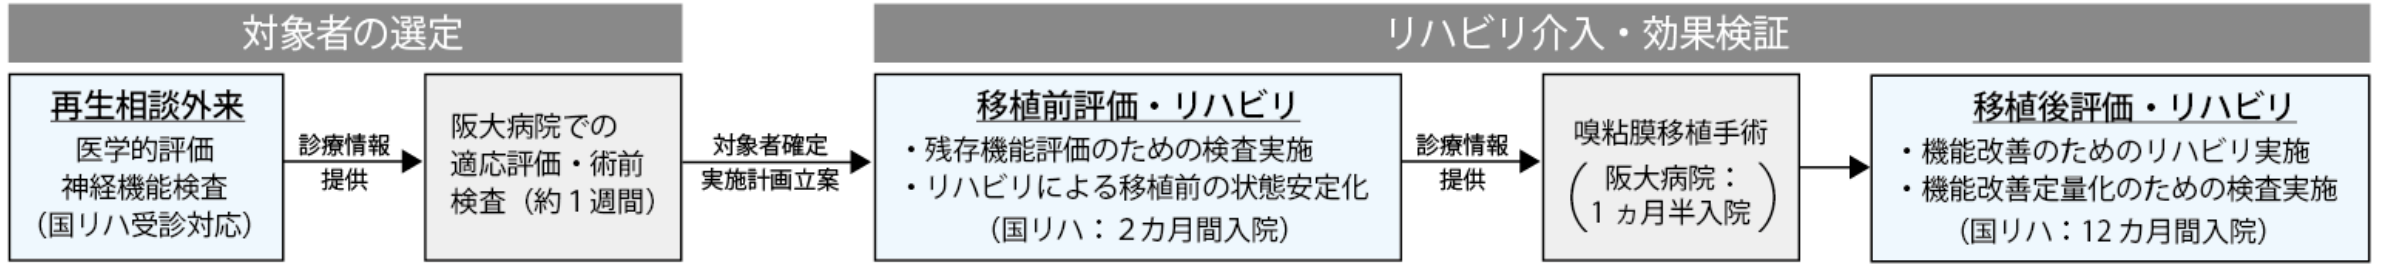 対象者の選定
リハビリ介入・効果検証
再生相談外来
医学的評価
神経機能検査
（国リハ受診対応）
診療情報
提供
阪大病院での
適応評価・術前
検査（約１週間）
対象者確定
実施計画立案
移植前評価・リハビリ
・残存機能評価のための検査実施
・リハビリによる移植前の状態安定化
（国リハ：２カ月間入院）
診療情報
提供
嗅粘膜移植手術
（阪大病院：
１ヵ月半入院）
移植後評価・リハビリ
・機能改善のためのリハビリ実施
・機能改善定量化のための検査実施
（国リハ：12 カ月間入院）